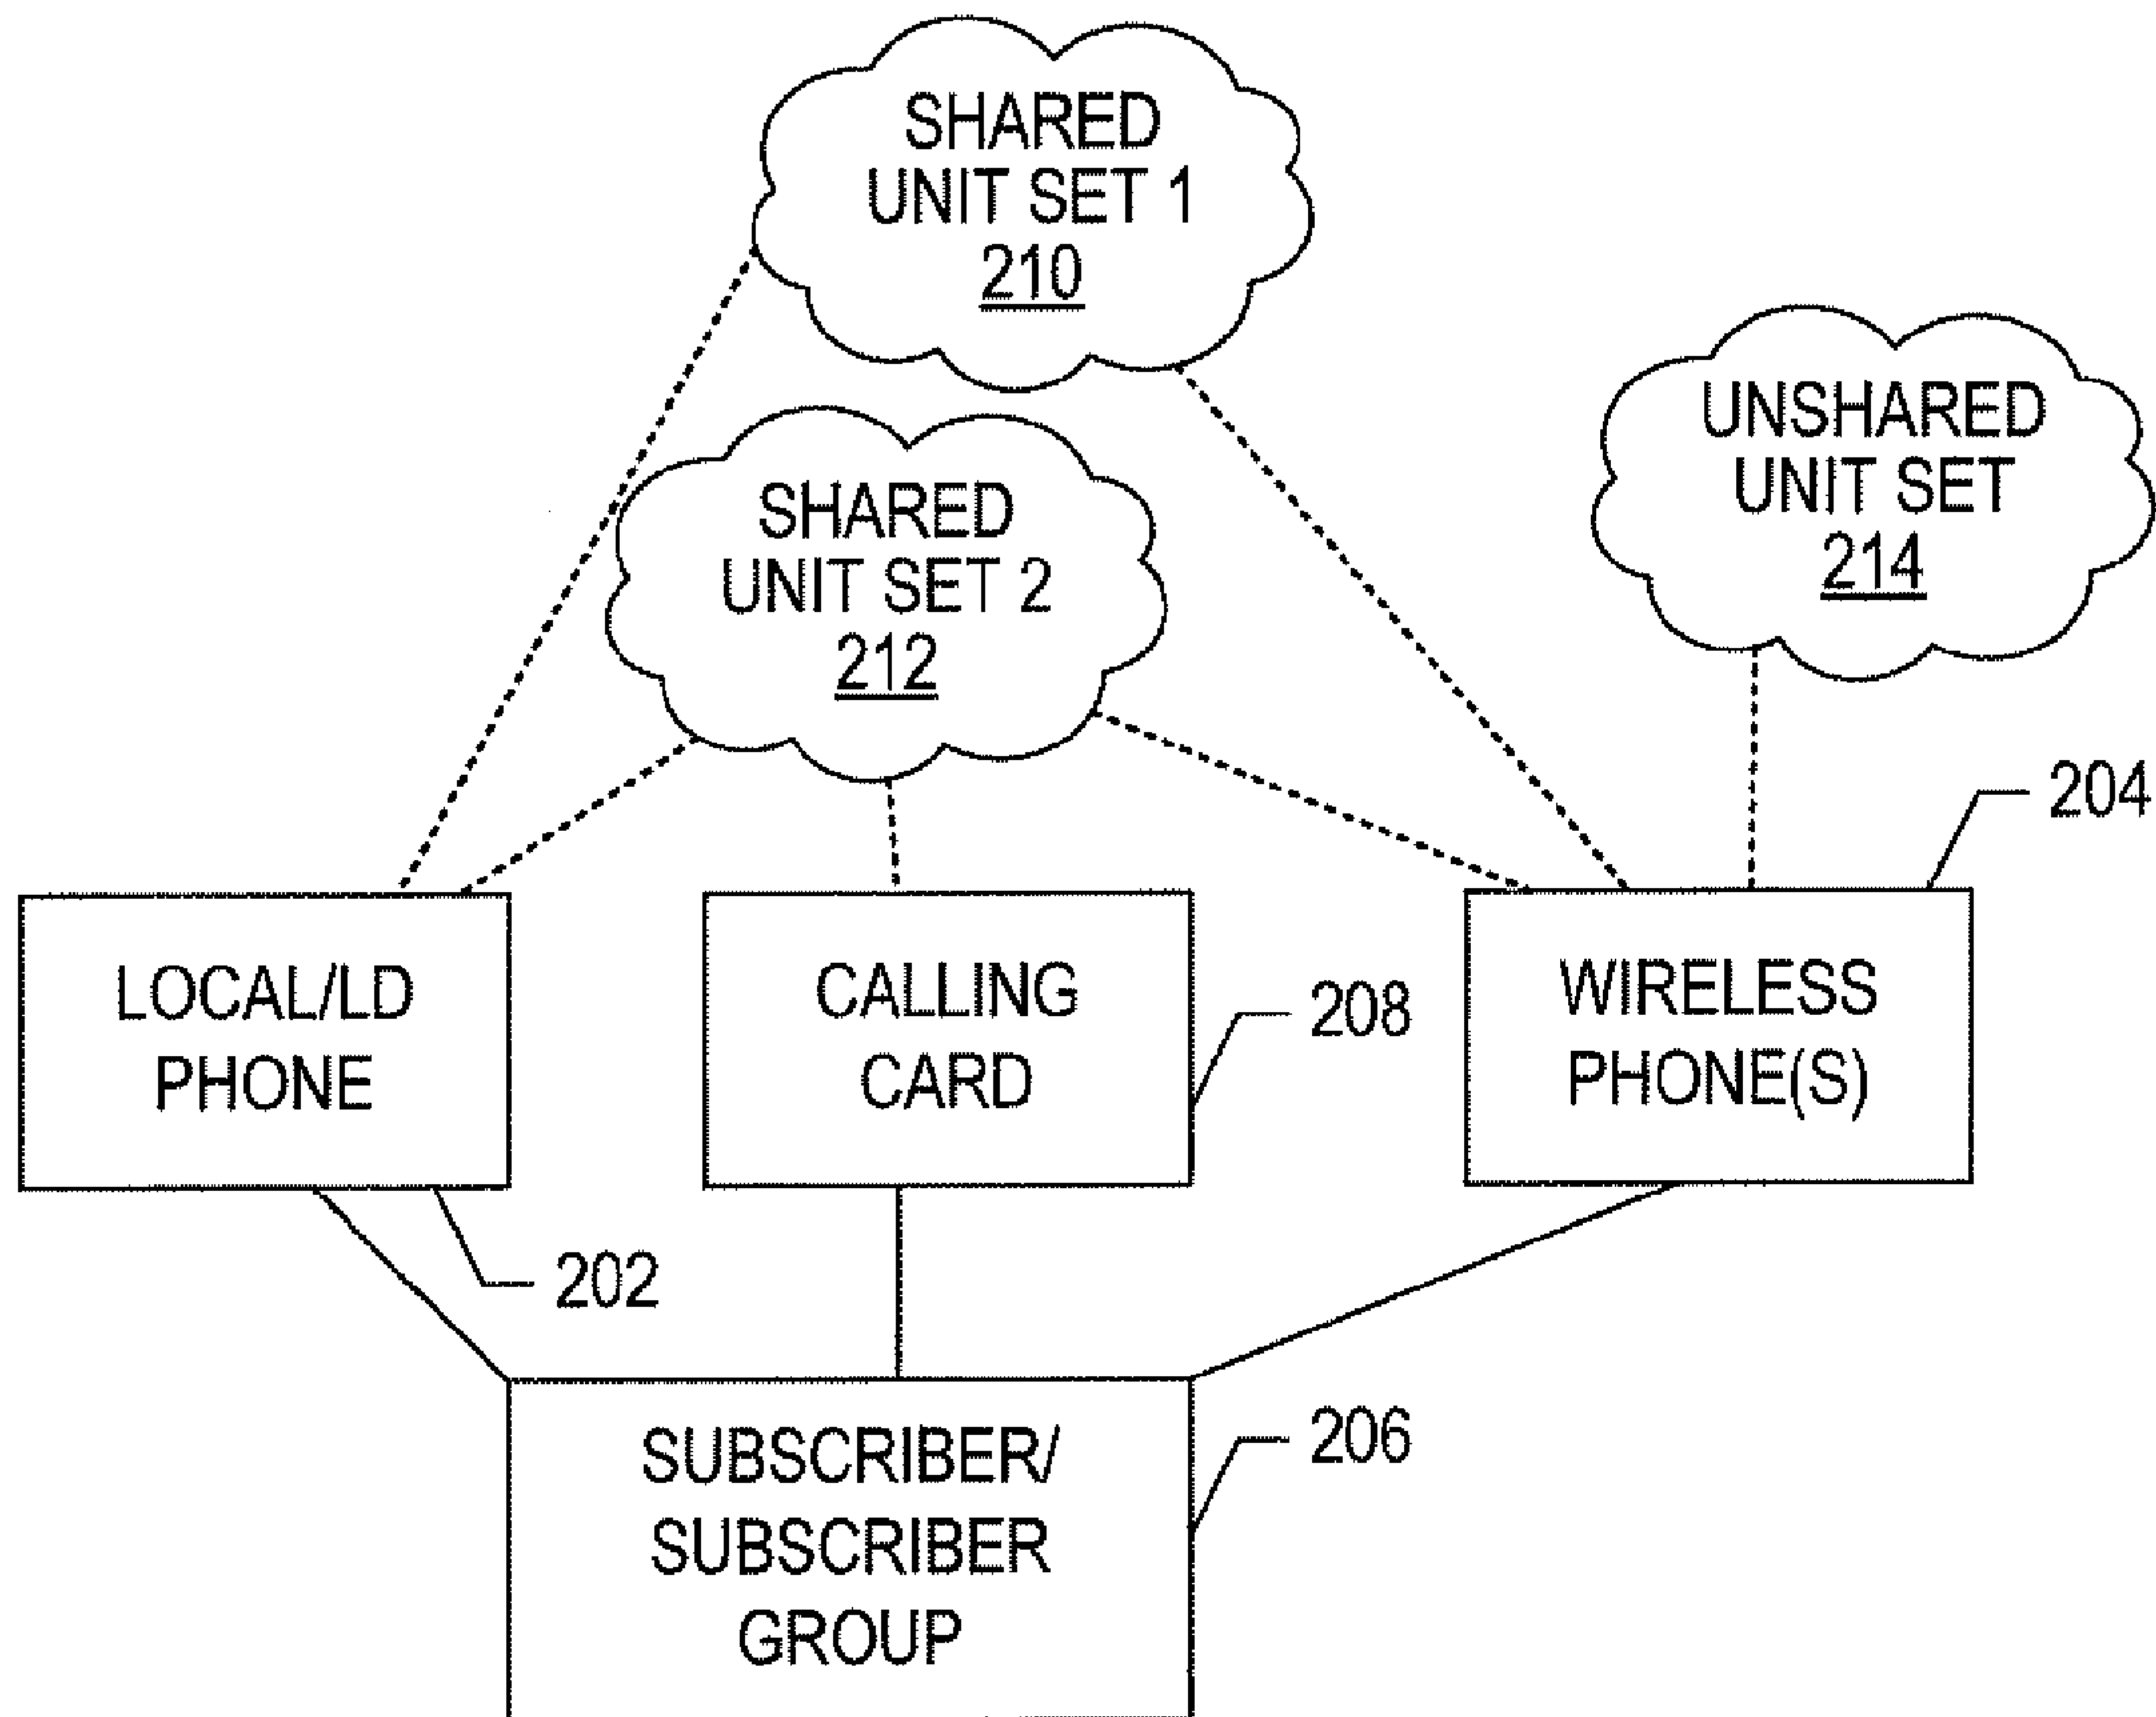 SHARED
UNIT SET 1
210
UNSHARED
UNIT SET
214
SHARED
UNIT SET 2
212
204
LOCAL/LD
PHONE
CALLING
CARD
208
WIRELESS
PHONE(S)
202
SUBSCRIBER/
SUBSCRIBER
GROUP
206